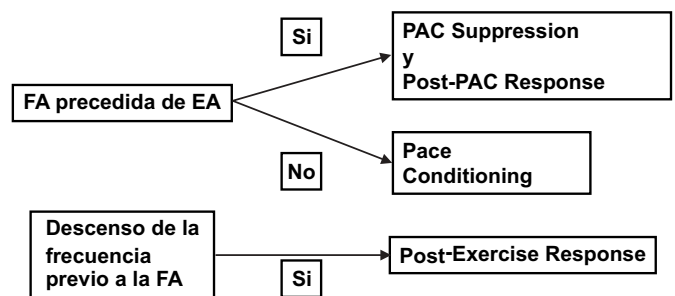 Si
PAC Suppression
y
Post-PAC Response
FA precedida de EA
No
Pace
Conditioning
Descenso de la
frecuencia
previo a la FA
Si
Post-Exercise Response